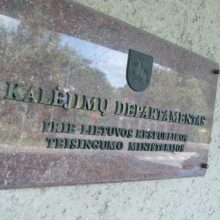 KALĖJIMŲ DEPARTAMENTAS
PRIE LIETUVOS RESPUBLIKOS
TEISINGUMO MINISTERIJOS